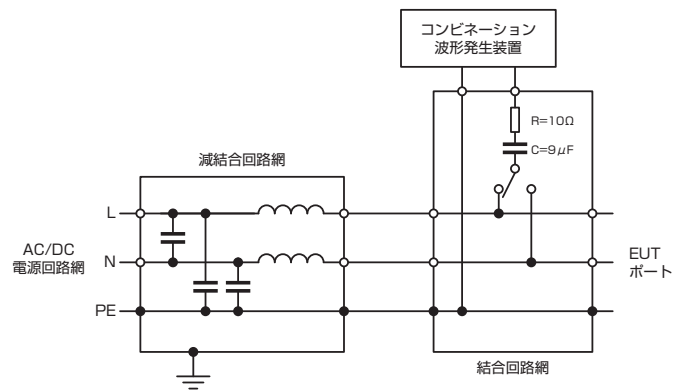 コンビネーション
波形発生装置
R=10Ω
C=9μF
減結合回路網
L
AC/DC
電源回路網
N
EUT
ポート
PE
結合回路網